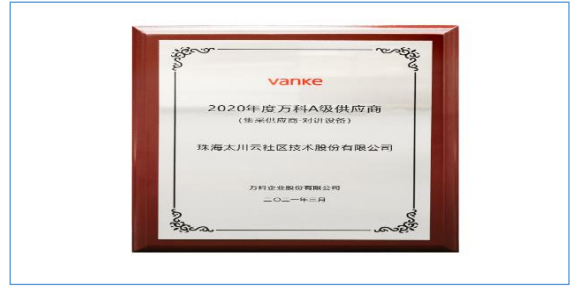 vanke
2020年度万科A级供应商
(集采供应商·对讲设备)
珠海太川云社区技术股份有限公司
万科企业股份有限公司
二〇二一年三月